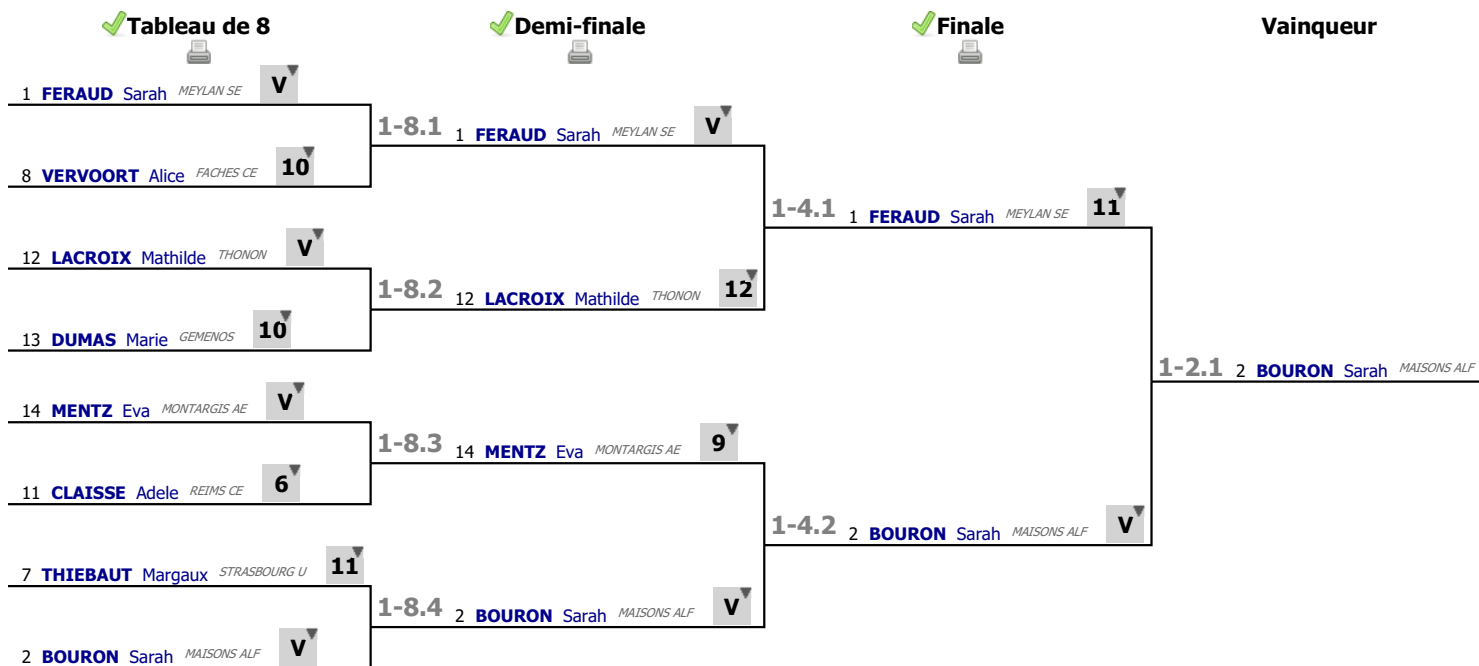 Tableau de 8 Demi-finale Finale Vainqueur
1 FERAUD Sarah MEYLAN SE V
1-8.1 1 FERAUD Sarah MEYLAN SE V
8 VERVOORT Alice FACHES CE 10
1-4.1 1 FERAUD Sarah MEYLAN SE 11
12 LACROIX Mathilde THONON V
1-8.2 12 LACROIX Mathilde THONON 12
13 DUMAS Marie GEMENOS 10
1-2.1 2 BOURON Sarah MAISONS ALF
14 MENTZ Eva MONTARGIS AE V
1-8.3 14 MENTZ Eva MONTARGIS AE 9
11 CLAISSE Adele REIMS CE 6
1-4.2 2 BOURON Sarah MAISONS ALF V
7 THIEBAUT Margaux STRASBOURG U 11
1-8.4 2 BOURON Sarah MAISONS ALF V
2 BOURON Sarah MAISONS ALF V